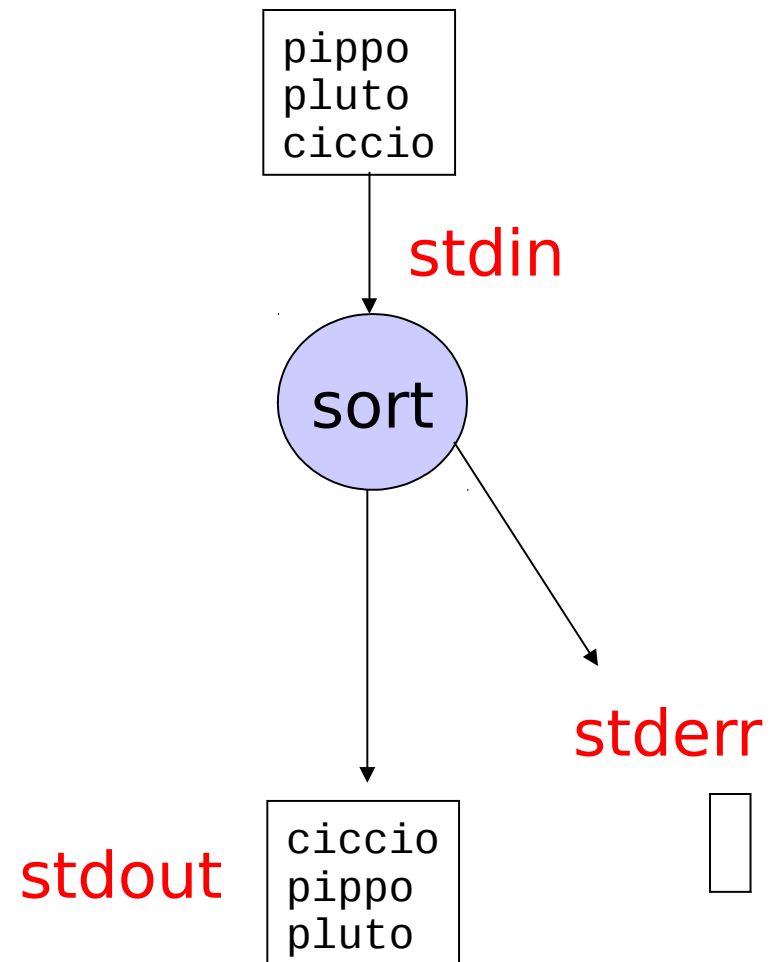 pippo
pluto
ciccio
stdin
sort
stderr
stdout
ciccio
pippo
pluto